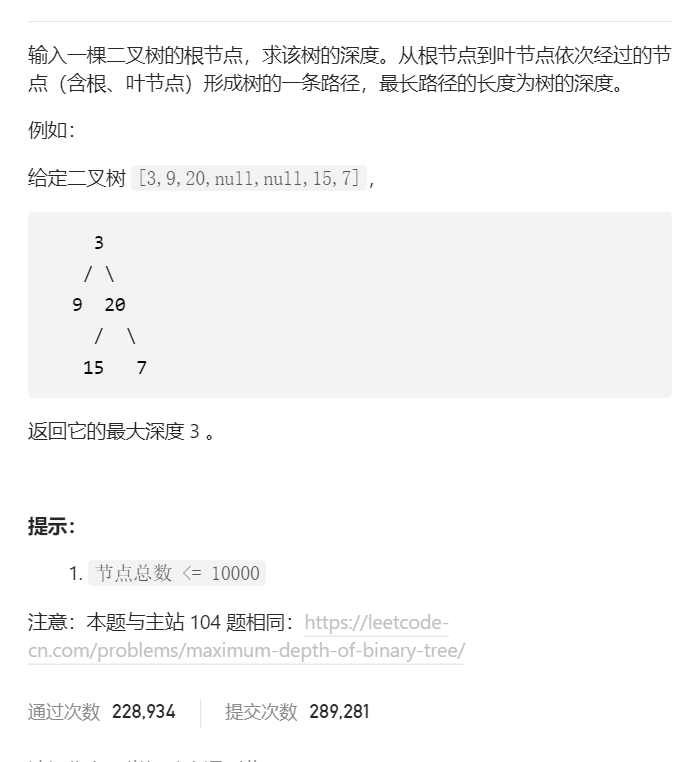 输入一棵二叉树的根节点，求该树的深度。从根节点到叶节点依次经过的节
点（含根、叶节点）形成树的一条路径，最长路径的长度为树的深度。
例如：
给定二叉树 [3,9,20,null,null,15,7]，
3
/ \
9 20
/ \
15 7
返回它的最大深度 3 。
提示：
1. 节点总数 <= 10000
注意：本题与主站 104 题相同：https://leetcode-
cn.com/problems/maximum-depth-of-binary-tree/
通过次数 228,934 提交次数 289,281